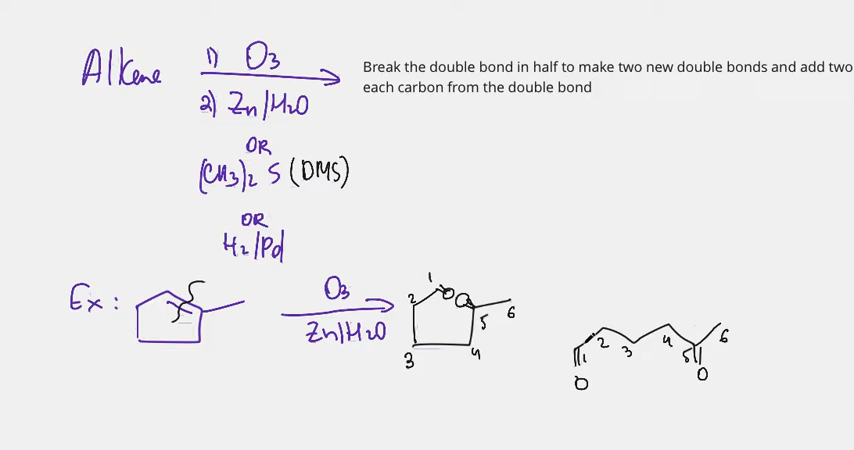 Alkene
1) O3
2) Zn/H2O
Break the double bond in half to make two new double bonds and add two
each carbon from the double bond
OR
(CH3)2 S (DMS)
OR
H2/Pd
Ex:
O3
Zn/H2O
1
2
3
4
5
6
O
O
1
2
3
4
5
6
O
O